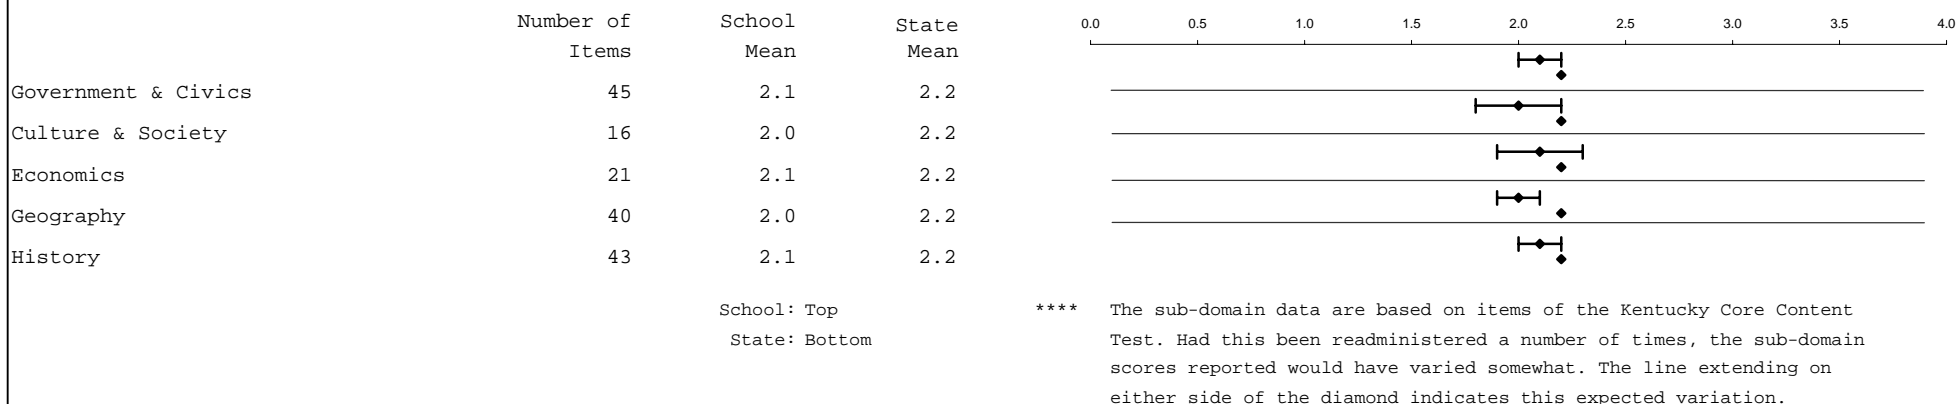 Number of School State 0.0 0.5 1.0 1.5 2.0 2.5 3.0 3.5 4.0
Items Mean Mean
Government & Civics 45 2.1 2.2
Culture & Society 16 2.0 2.2
Economics 21 2.1 2.2
Geography 40 2.0 2.2
History 43 2.1 2.2
School: Top
State: Bottom
**** The sub-domain data are based on items of the Kentucky Core Content
Test. Had this been readministered a number of times, the sub-domain
scores reported would have varied somewhat. The line extending on
either side of the diamond indicates this expected variation.